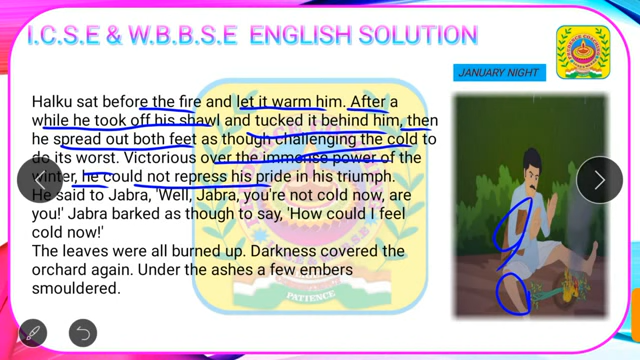 I.C.S.E & W.B.B.S.E ENGLISH SOLUTION
JANUARY NIGHT
Halku sat before the fire and let it warm him. After a
while he took off his shawl and tucked it behind him, then
he spread out both feet as though challenging the cold to
do its worst. Victorious over the immense power of the
winter, he could not repress his pride in his triumph.
He said to Jabra, 'Well, Jabra, you're not cold now, are
you!' Jabra barked as though to say, 'How could I feel
cold now!'
The leaves were all burned up. Darkness covered the
orchard again. Under the ashes a few embers
smouldered.
PATIENCE